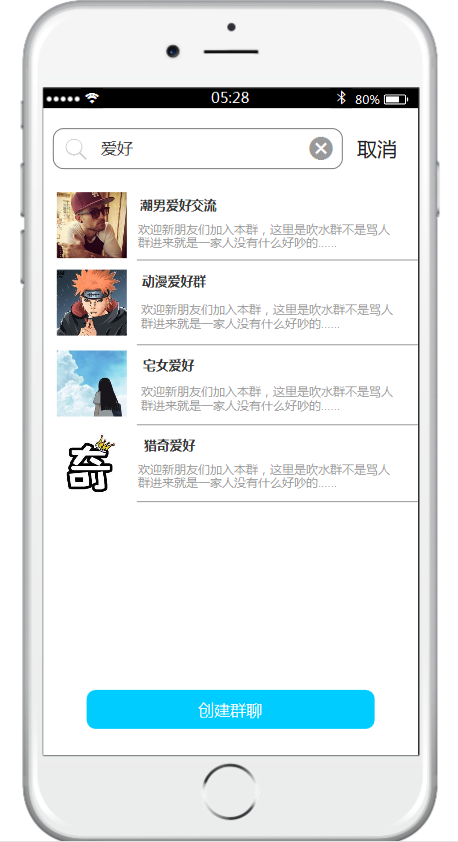 05:28
80%
爱好
取消
潮男爱好交流
欢迎新朋友们加入本群，这里是吹水群不是骂人
群进来就是一家人没有什么好吵的......
动漫爱好群
欢迎新朋友们加入本群，这里是吹水群不是骂人
群进来就是一家人没有什么好吵的......
宅女爱好
欢迎新朋友们加入本群，这里是吹水群不是骂人
群进来就是一家人没有什么好吵的......
奇
猎奇爱好
欢迎新朋友们加入本群，这里是吹水群不是骂人
群进来就是一家人没有什么好吵的......
创建群聊